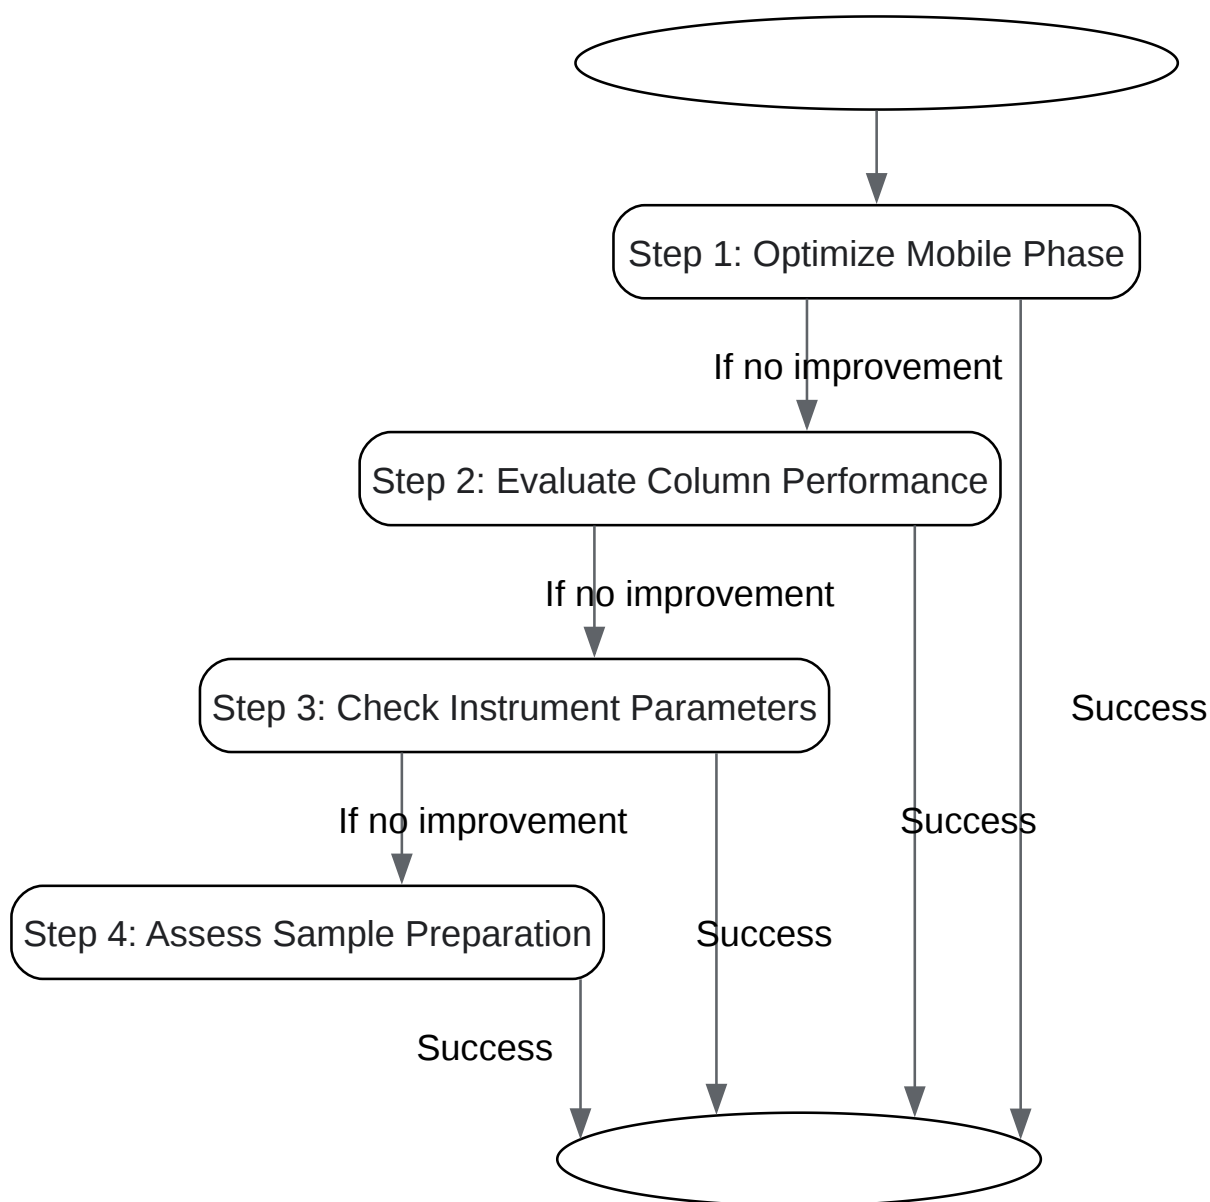 Step 1: Optimize Mobile Phase
If no improvement
Step 2: Evaluate Column Performance
If no improvement
Step 3: Check Instrument Parameters
Success
If no improvement
Success
Step 4: Assess Sample Preparation
Success
Success